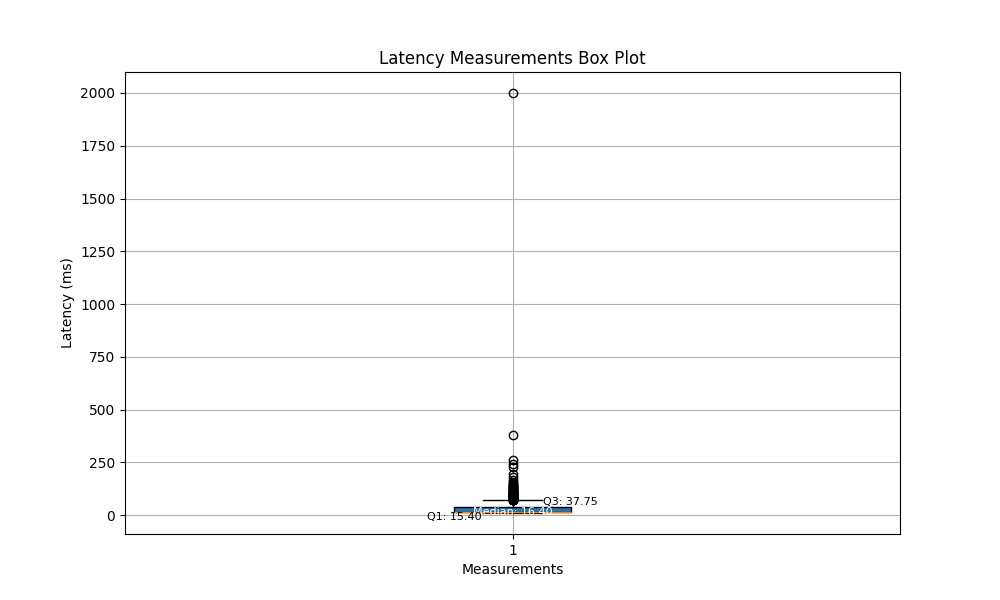 Latency Measurements Box Plot
2000
1750
1500
1250
1000
750
500
250
0
Latency (ms)
Q3: 37.75
Median: 16.40
Q1: 15.40
1
Measurements